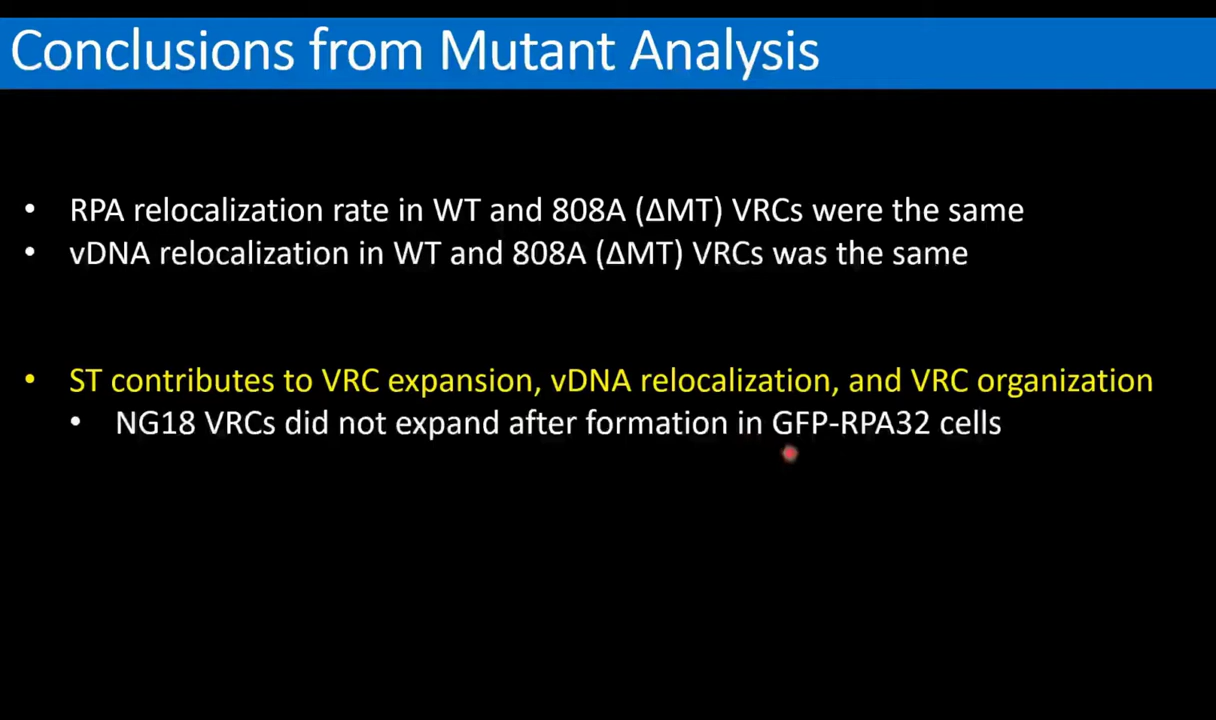 Conclusions from Mutant Analysis
• RPA relocalization rate in WT and 808A (ΔMT) VRCs were the same
• vDNA relocalization in WT and 808A (ΔMT) VRCs was the same
• ST contributes to VRC expansion, vDNA relocalization, and VRC organization
• NG18 VRCs did not expand after formation in GFP-RPA32 cells